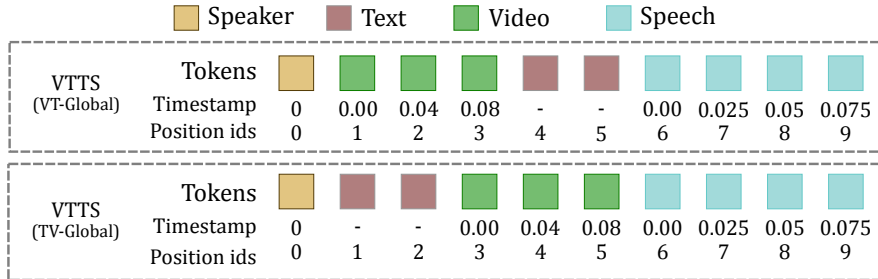 Speaker Text Video Speech
VTTS
(VT-Global)
Tokens
Timestamp 0 0.00 0.04 0.08 - - 0.00 0.025 0.05 0.075
Position ids 0 1 2 3 4 5 6 7 8 9
VTTS
(TV-Global)
Tokens
Timestamp 0 - - 0.00 0.04 0.08 0.00 0.025 0.05 0.075
Position ids 0 1 2 3 4 5 6 7 8 9